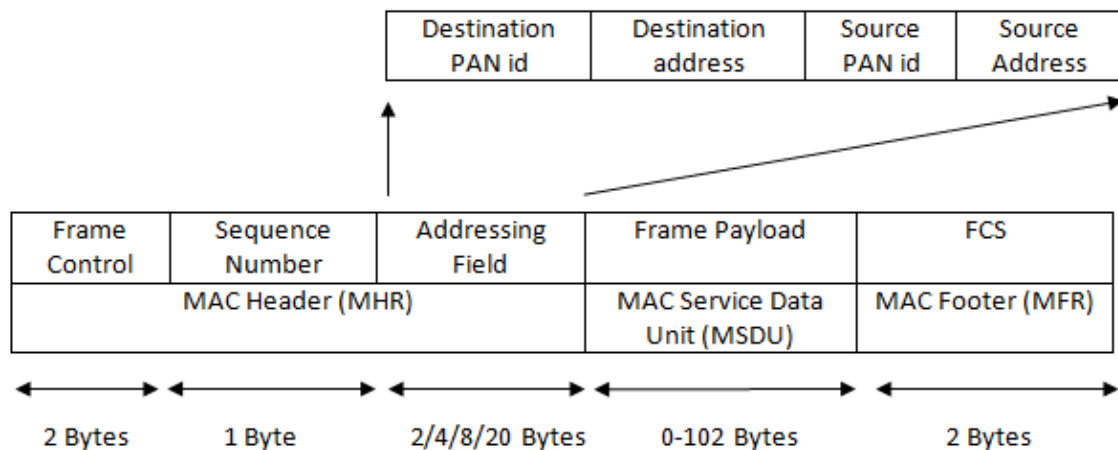 Destination Destination Source Source
PAN id address PAN id Address
Frame Sequence Addressing Frame Payload FCS
Control Number Field
MAC Header (MHR) MAC Service Data MAC Footer (MFR)
Unit (MSDU)
2 Bytes 1 Byte 2/4/8/20 Bytes 0-102 Bytes 2 Bytes